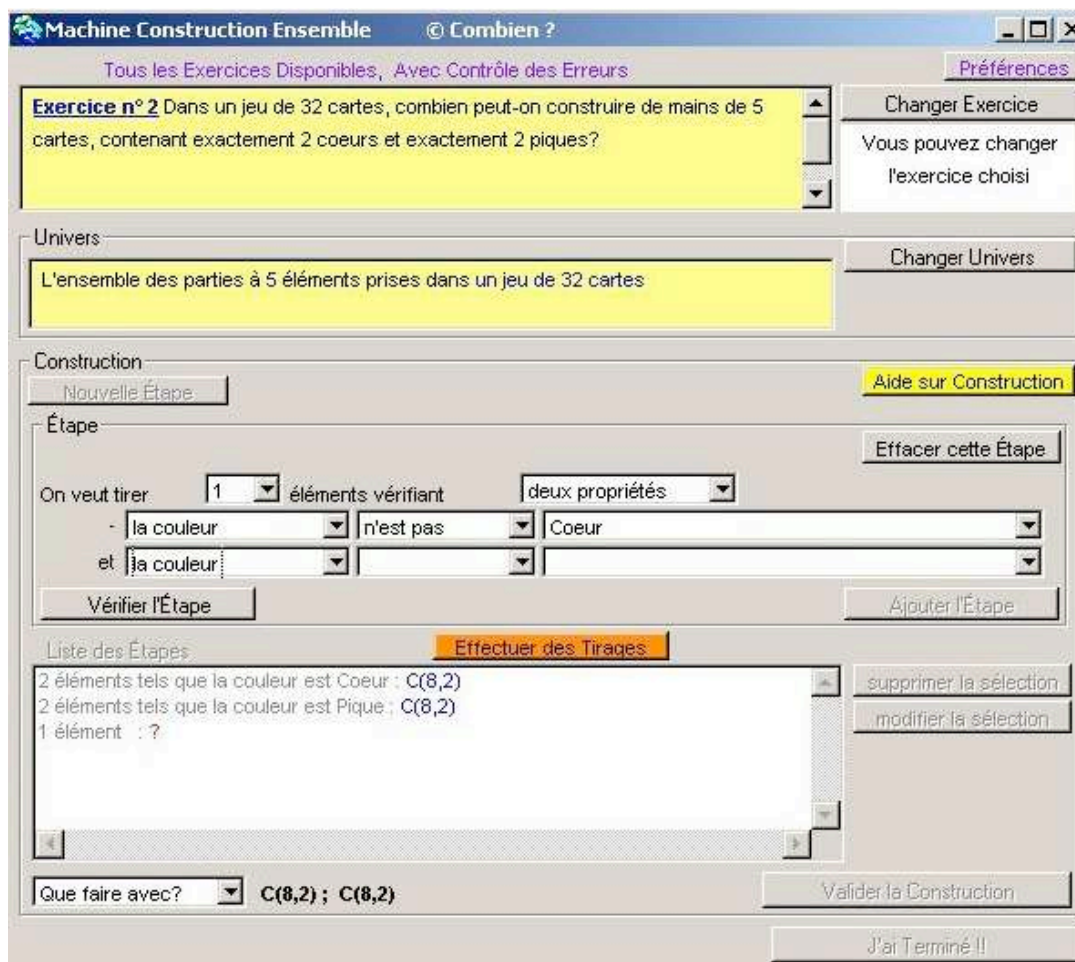 Machine Construction Ensemble © Combien ?
Tous les Exercices Disponibles, Avec Contrôle des Erreurs
Préférences
Exercice n° 2 Dans un jeu de 32 cartes, combien peut-on construire de mains de 5
cartes, contenant exactement 2 coeurs et exactement 2 piques?
Changer Exercice
Vous pouvez changer
l'exercice choisi
Univers
L'ensemble des parties à 5 éléments prises dans un jeu de 32 cartes
Changer Univers
Construction
Nouvelle Étape
Aide sur Construction
Étape
Effacer cette Étape
On veut tirer 1 éléments vérifiant deux propriétés
- la couleur n'est pas Coeur
et la couleur
Vérifier l'Étape
Ajouter l'Étape
Liste des Étapes
Effectuer des Tirages
2 éléments tels que la couleur est Coeur : C(8,2)
2 éléments tels que la couleur est Pique : C(8,2)
1 élément : ?
supprimer la sélection
modifier la sélection
Que faire avec? C(8,2) ; C(8,2)
Valider la Construction
J'ai Terminé !!